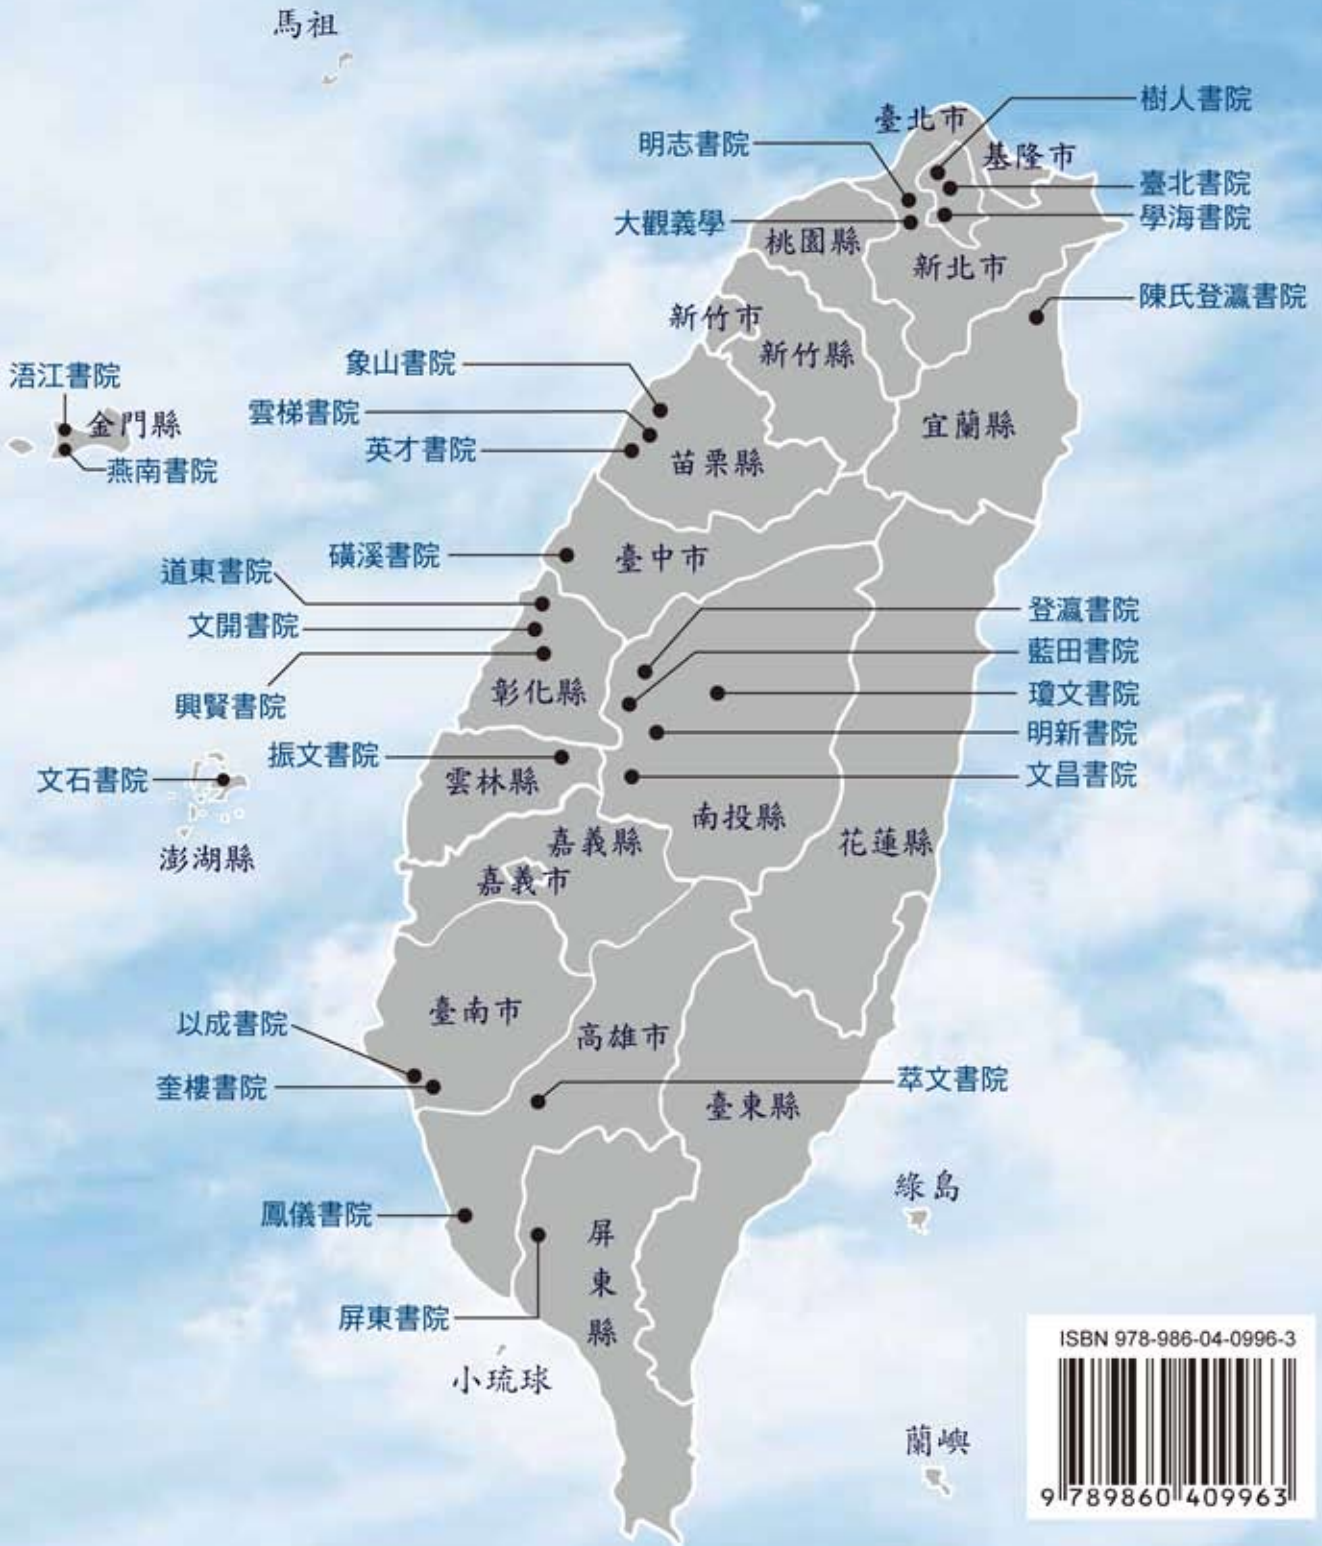 馬祖
樹人書院
臺北市
明志書院
基隆市
臺北書院
學海書院
大觀義學
桃園縣
新北市
陳氏登瀛書院
新竹市
新竹縣
象山書院
浯江書院
雲梯書院
金門縣
宜蘭縣
英才書院
苗栗縣
燕南書院
磺溪書院
臺中市
道東書院
登瀛書院
文開書院
藍田書院
彰化縣
瓊文書院
興賢書院
明新書院
振文書院
文石書院
雲林縣
文昌書院
南投縣
嘉義縣
花蓮縣
澎湖縣
嘉義市
臺南市
以成書院
高雄市
奎樓書院
萃文書院
臺東縣
綠島
鳳儀書院
屏東縣
屏東書院
小琉球
ISBN 978-986-04-0996-3
蘭嶼
9 789860 409963